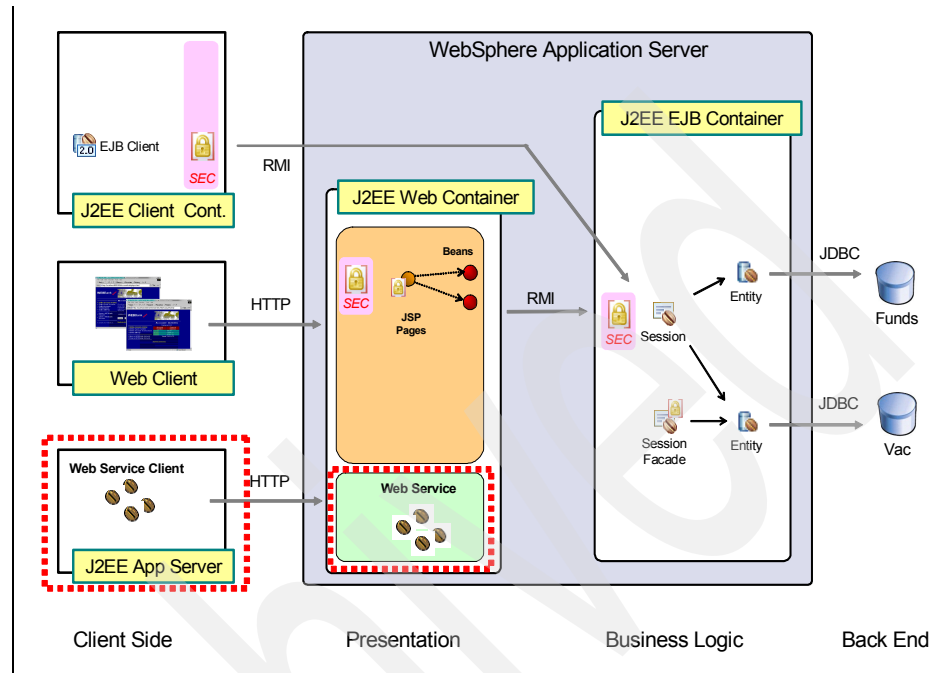 WebSphere Application Server
J2EE EJB Container
2.0
EJB Client
SEC
RMI
J2EE Client Cont.
J2EE Web Container
Beans
SEC
JSP
Pages
HTTP
RMI
SEC
Session
Entity
JDBC
Funds
Web Client
Session
Facade
Entity
JDBC
Vac
Web Service Client
HTTP
Web Service
J2EE App Server
Client Side
Presentation
Business Logic
Back End